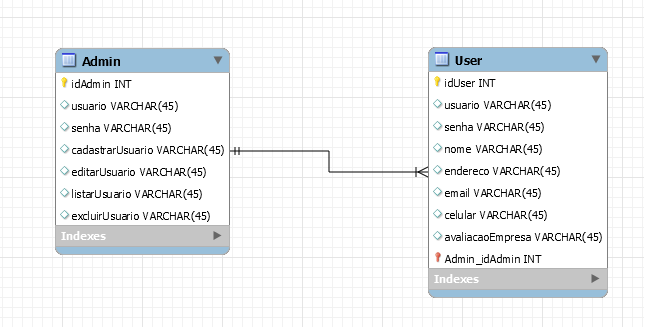 Admin
idAdmin INT
usuario VARCHAR(45)
senha VARCHAR(45)
cadastrarUsuario VARCHAR(45)
editarUsuario VARCHAR(45)
listarUsuario VARCHAR(45)
excluirUsuario VARCHAR(45)
Indexes
User
idUser INT
usuario VARCHAR(45)
senha VARCHAR(45)
nome VARCHAR(45)
endereco VARCHAR(45)
email VARCHAR(45)
celular VARCHAR(45)
avaliacaoEmpresa VARCHAR(45)
Admin_idAdmin INT
Indexes